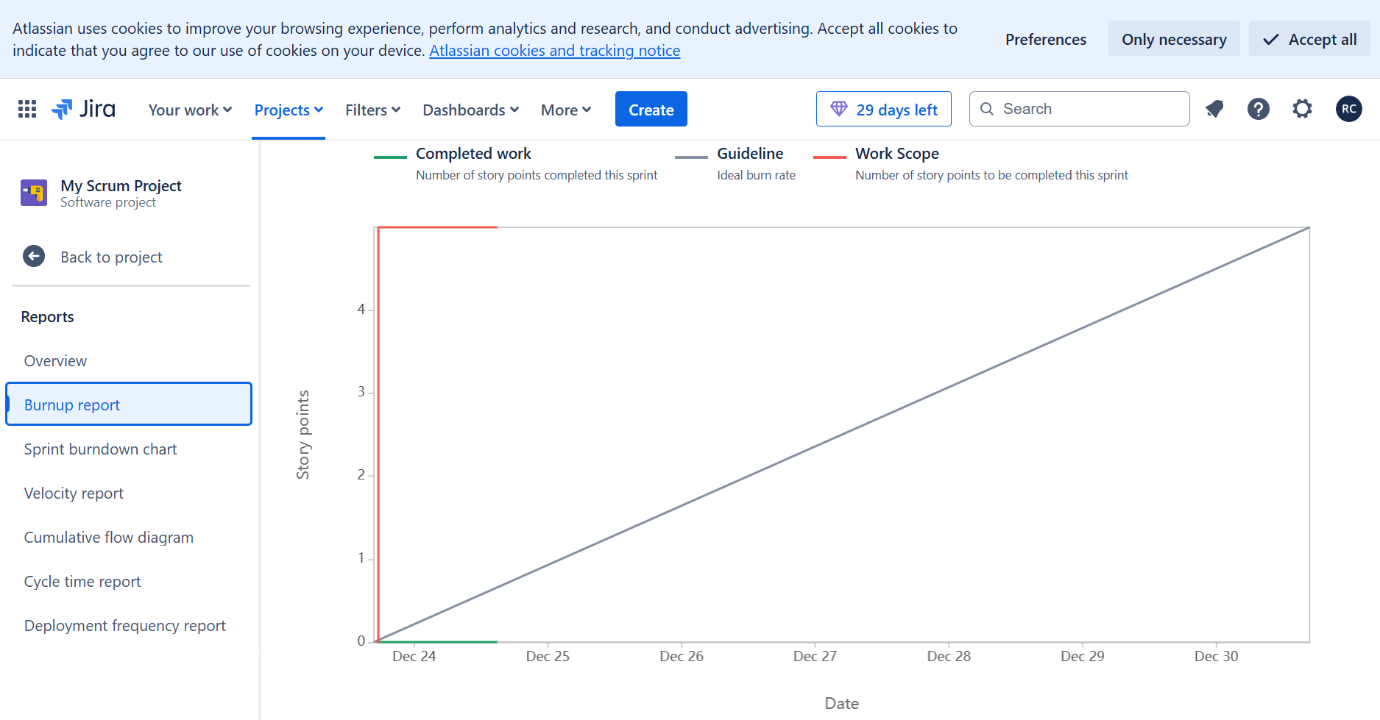 Atlassian uses cookies to improve your browsing experience, perform analytics and research, and conduct advertising. Accept all cookies to
indicate that you agree to our use of cookies on your device. Atlassian cookies and tracking notice
Preferences
Only necessary
Accept all
Jira
Your work
Projects
Filters
Dashboards
More
Create
29 days left
Search
RC
My Scrum Project
Software project
Back to project
Reports
Overview
Burnup report
Sprint burndown chart
Velocity report
Cumulative flow diagram
Cycle time report
Deployment frequency report
Completed work
Number of story points completed this sprint
Guideline
Ideal burn rate
Work Scope
Number of story points to be completed this sprint
Story points
4
3
2
1
0
Dec 24
Dec 25
Dec 26
Dec 27
Dec 28
Dec 29
Dec 30
Date